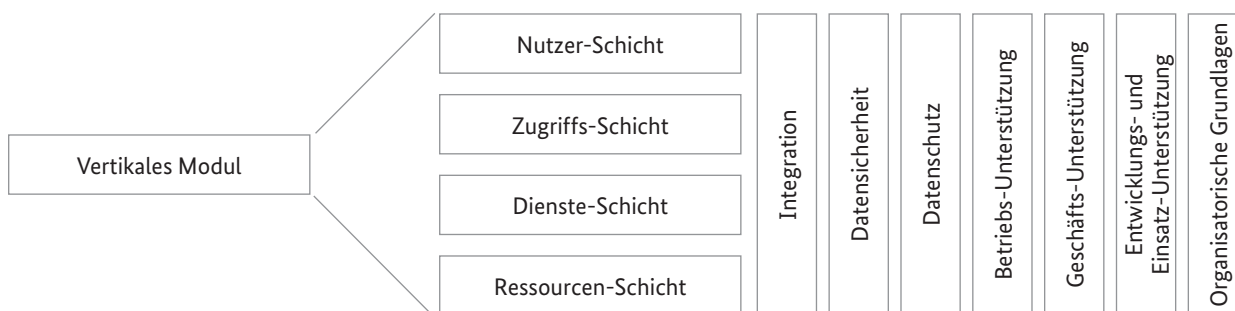 Vertikales Modul
Nutzer-Schicht
Zugriffs-Schicht
Dienste-Schicht
Ressourcen-Schicht
Integration
Datensicherheit
Datenschutz
Betriebs-Unterstützung
Geschäfts-Unterstützung
Entwicklungs- und
Einsatz-Unterstützung
Organisatorische Grundlagen